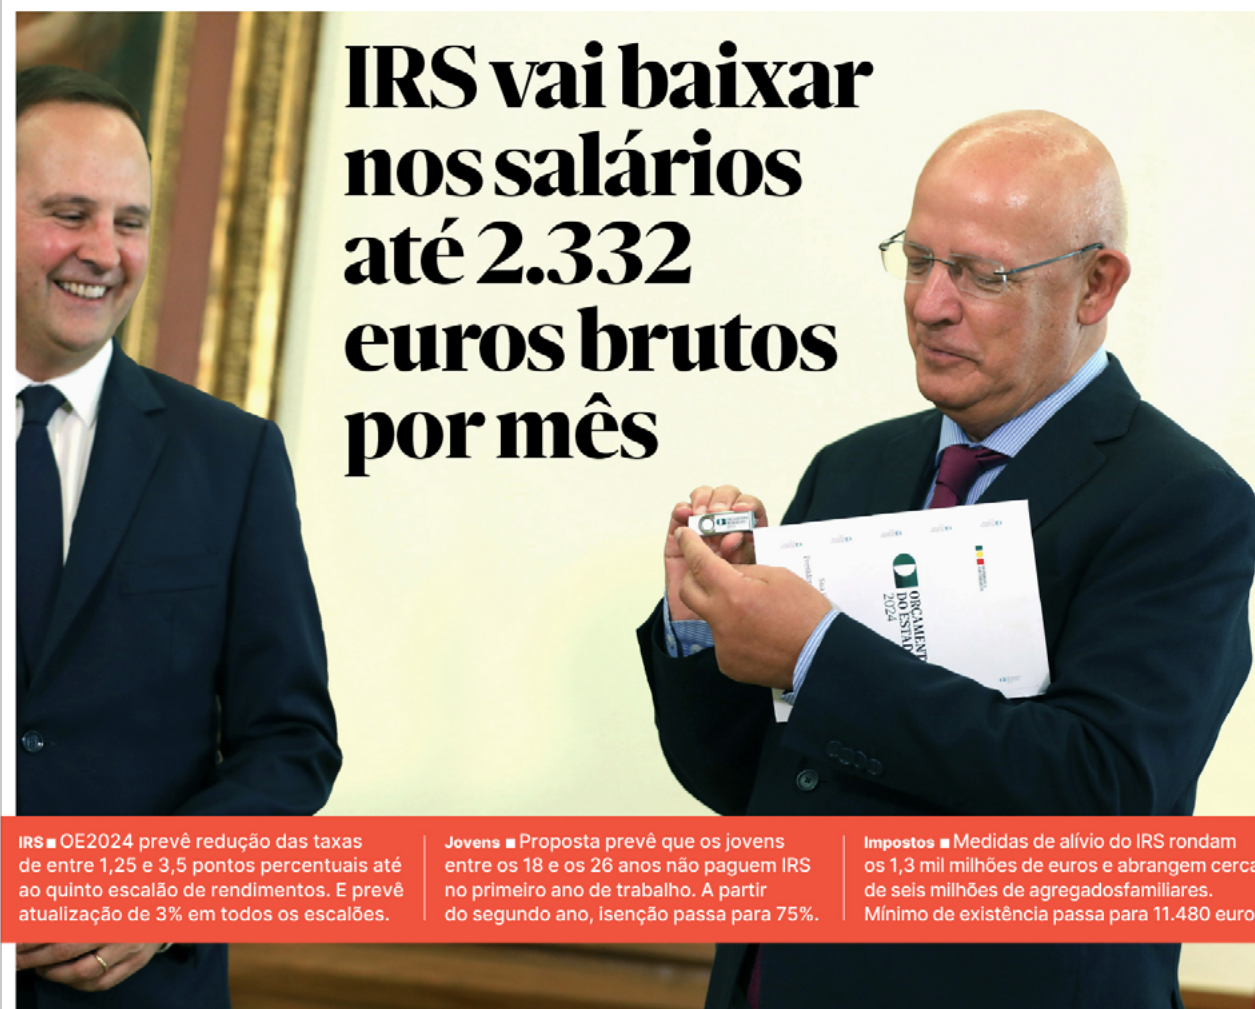 IRS vai baixar
nos salários
até 2.332
euros brutos
por mês
ORÇAMENT
DO ESTAD
2024
IRS ■ OE2024 prevê redução das taxas
de entre 1,25 e 3,5 pontos percentuais até
ao quinto escalão de rendimentos. E prevê
atualização de 3% em todos os escalões.
Jovens ■ Proposta prevê que os jovens
entre os 18 e os 26 anos não paguem IRS
no primeiro ano de trabalho. A partir
do segundo ano, isenção passa para 75%.
Impostos ■ Medidas de alívio do IRS rondam
os 1,3 mil milhões de euros e abrangem cerca
de seis milhões de agregadosfamiliares.
Mínimo de existência passa para 11.480 euro